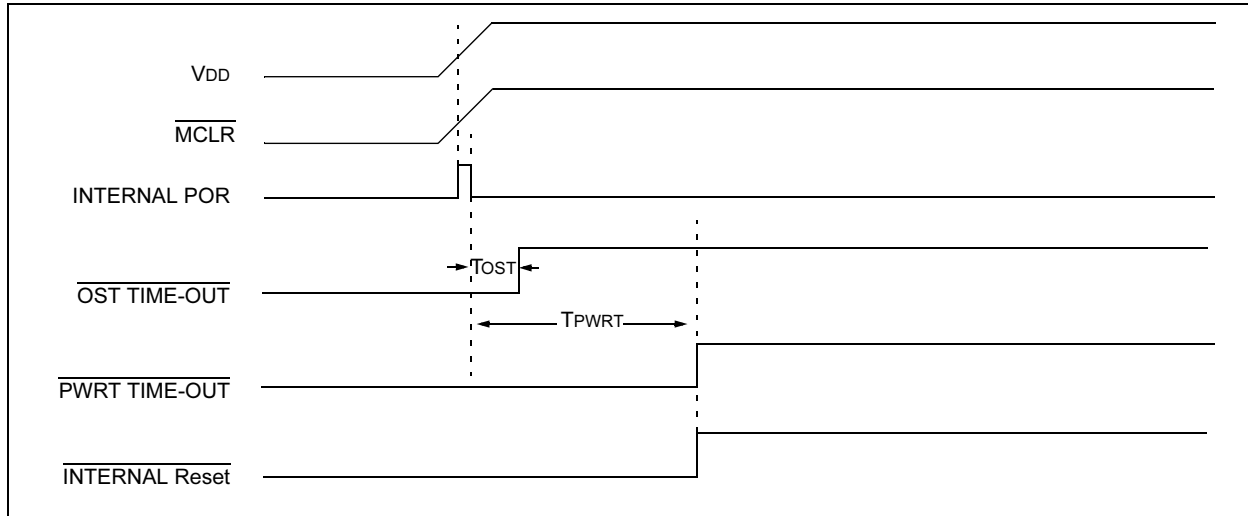 VDD
MCLR
INTERNAL POR
TOST
OST TIME-OUT
TPWRT
PWRT TIME-OUT
INTERNAL Reset